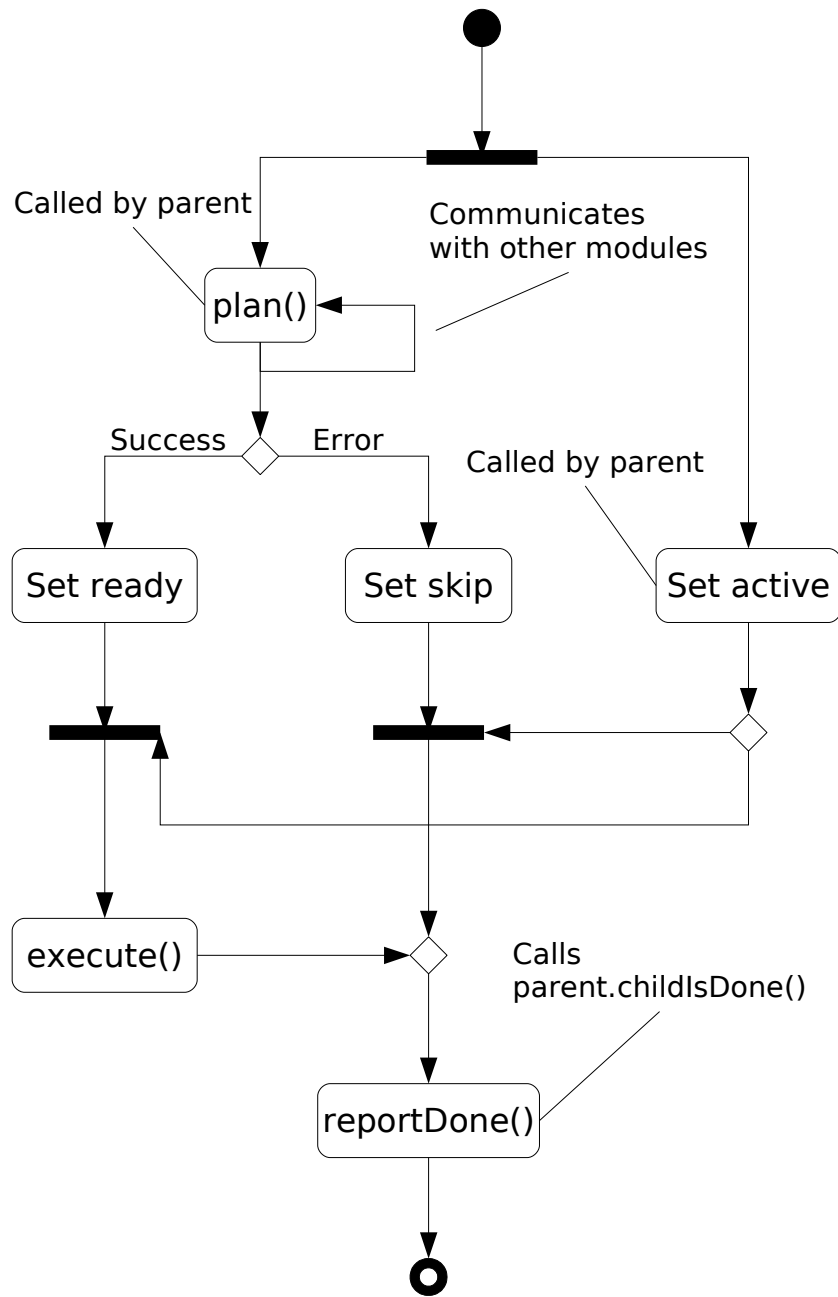 Called by parent
Communicates
with other modules
plan()
Success
Error
Called by parent
Set ready
Set skip
Set active
execute()
Calls
parent.childIsDone()
reportDone()